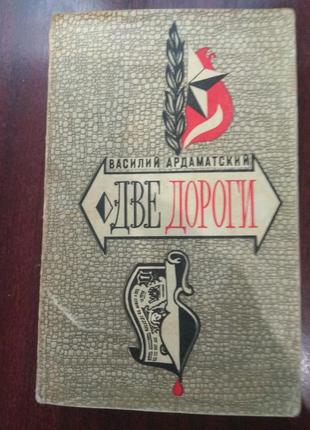 ВАСИЛИЙ АРДАМАТСКИЙ
ДВЕ ДОРОГИ